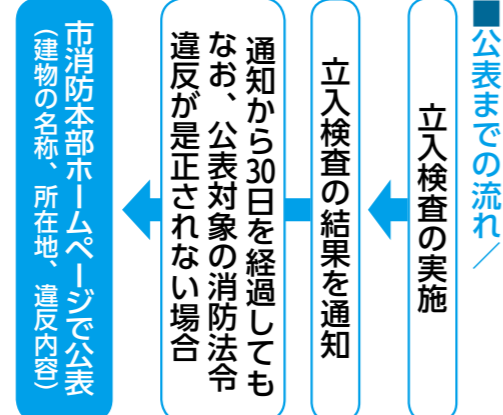 ■公表までの流れ／
立入検査の実施
立入検査の結果を通知
通知から30日を経過しても
なお、公表対象の消防法令
違反が是正されない場合
市消防本部ホームページで公表
（建物の名称、所在地、違反内容）